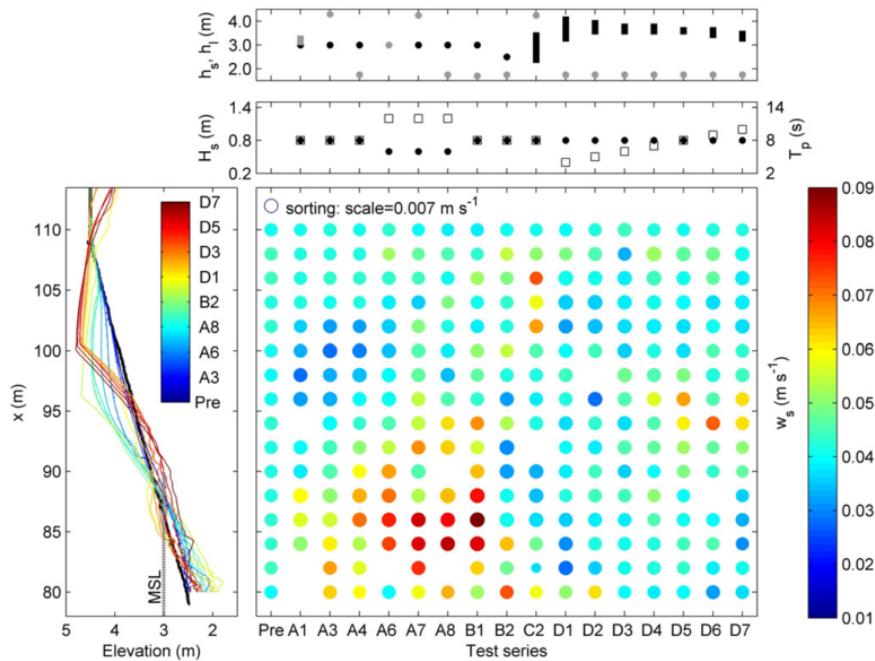 4.0
3.0
2.0
h_s, h_l (m)
1.4
0.8
0.2
H_s (m)
14
8
2
T_p (s)
sorting: scale=0.007 m s⁻¹
110
105
100
95
90
85
80
x (m)
D7
D5
D3
D1
B2
A8
A6
A3
Pre
MSL
5 4 3 2
Elevation (m)
Pre A1 A3 A4 A6 A7 A8 B1 B2 C2 D1 D2 D3 D4 D5 D6 D7
Test series
0.09
0.08
0.07
0.06
0.05
0.04
0.03
0.02
0.01
w_s (m s⁻¹)